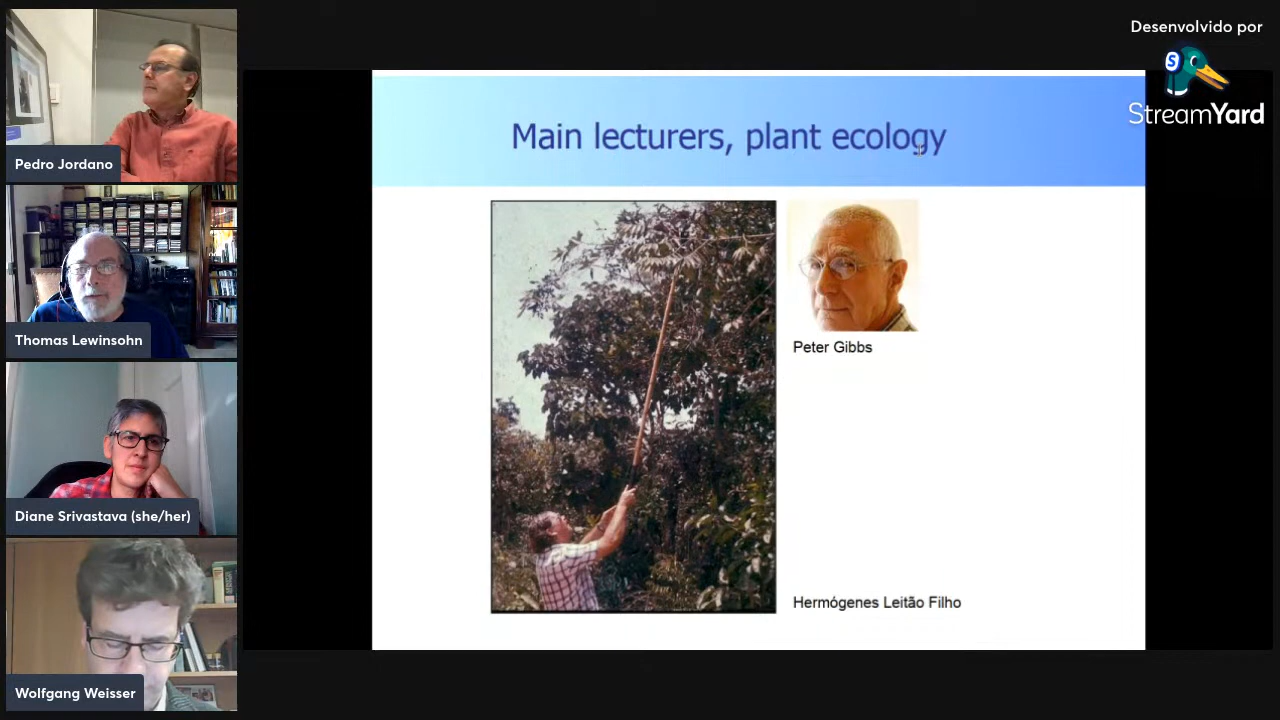 Desenvolvido por
S
StreamYard
Main lecturers, plant ecology
Pedro Jordano
Thomas Lewinsohn
Peter Gibbs
Diane Srivastava (she/her)
Hermógenes Leitão Filho
Wolfgang Weisser